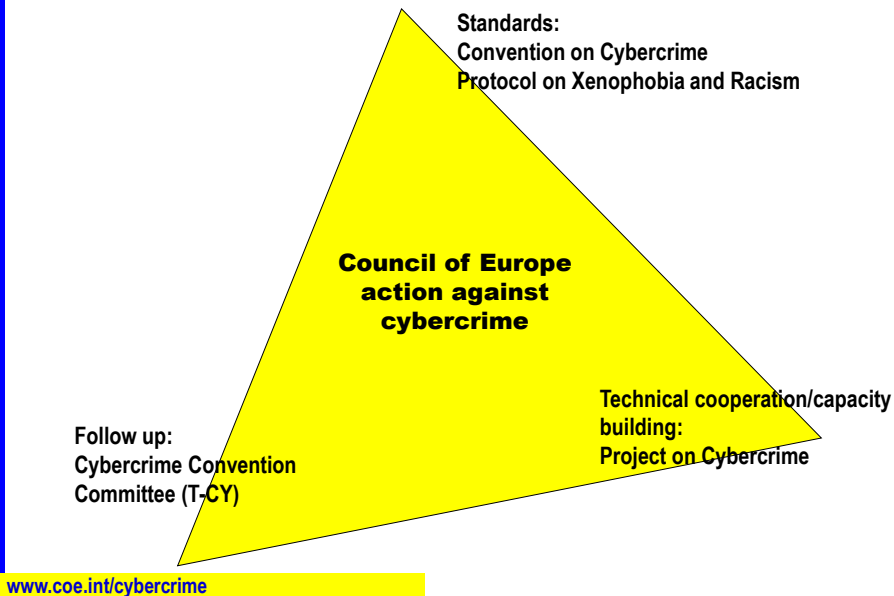 Standards:
Convention on Cybercrime
Protocol on Xenophobia and Racism
Council of Europe
action against
cybercrime
Technical cooperation/capacity
building:
Project on Cybercrime
Follow up:
Cybercrime Convention
Committee (T-CY)
www.coe.int/cybercrime